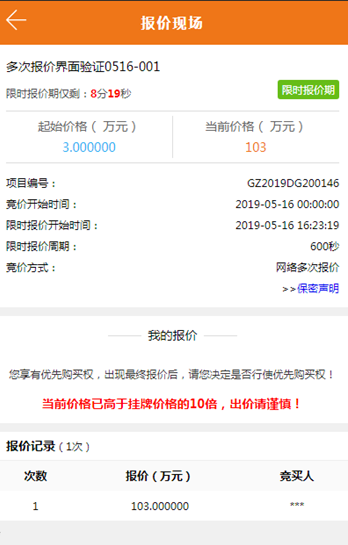 报价现场
多次报价界面验证0516-001
限时报价期仅剩：8分19秒
限时报价期
起始价格（ 万元） 当前价格（ 万元）
3.000000 103
项目编号： GZ2019DG200146
竞价开始时间： 2019-05-16 00:00:00
限时报价开始时间： 2019-05-16 16:23:19
限时报价周期： 600秒
竞价方式： 网络多次报价
>>保密声明
我的报价
您享有优先购买权，出现最终报价后，请您决定是否行使优先购买权！
当前价格已高于挂牌价格的10倍，出价请谨慎！
报价记录（1次）
次数 报价（万元） 竞买人
1 103.000000 ***